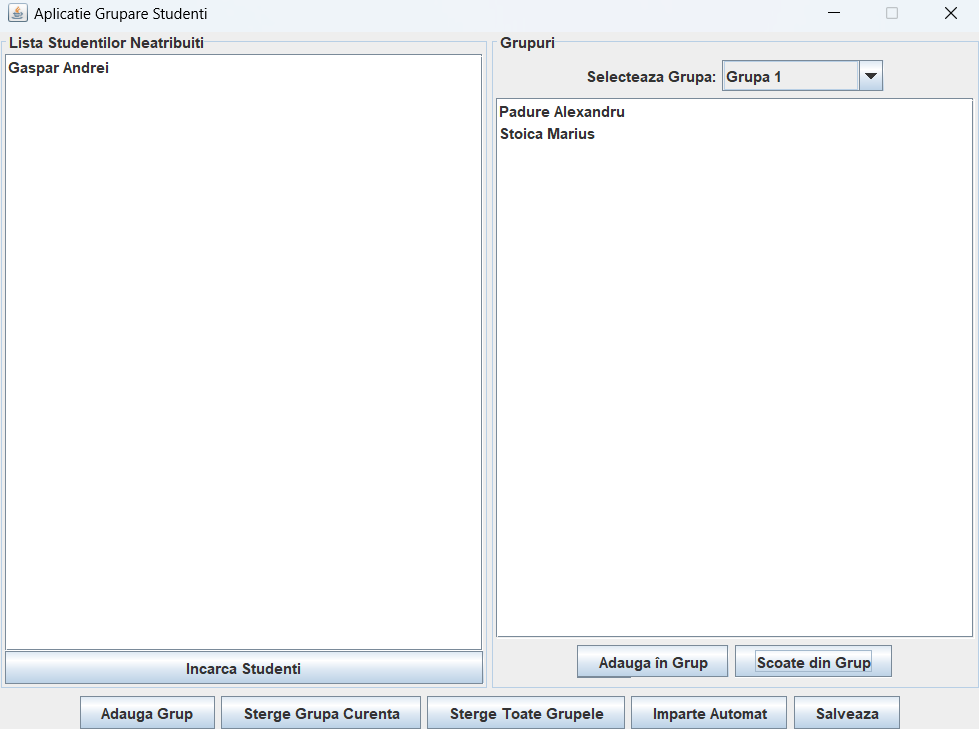 Aplicatie Grupare Studenti
Lista Studentilor Neatribuiti
Gaspar Andrei
Incarca Studenti
Grupuri
Selecteaza Grupa: Grupa 1
Padure Alexandru
Stoica Marius
Adauga în Grup Scoate din Grup
Adauga Grup Sterge Grupa Curenta Sterge Toate Grupele Imparte Automat Salveaza